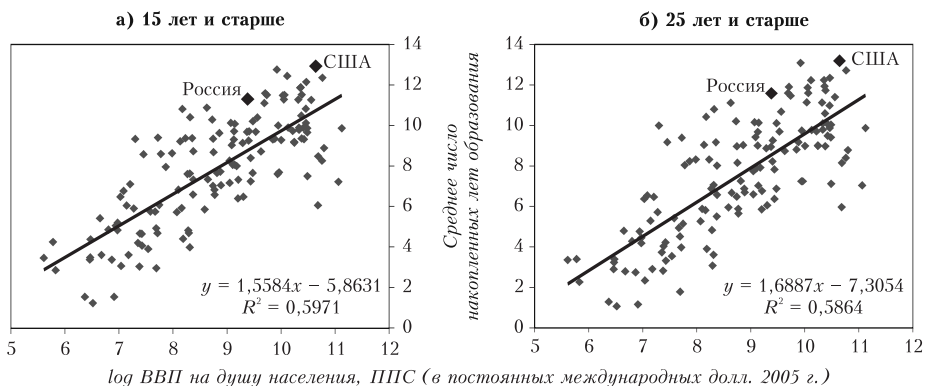 а) 15 лет и старше
б) 25 лет и старше
14
12
10
8
6
4
2
0
5 6 7 8 9 10 11 12
США
Россия
y = 1,5584x − 5,8631
R² = 0,5971
Среднее число
накопленных лет образования
14
12
10
8
6
4
2
0
5 6 7 8 9 10 11 12
США
Россия
y = 1,6887x − 7,3054
R² = 0,5864
log ВВП на душу населения, ППС (в постоянных международных долл. 2005 г.)